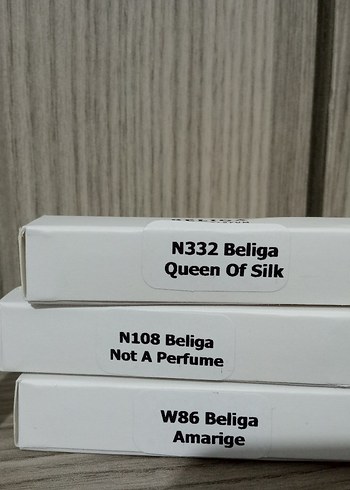 N332 Beliga
Queen Of Silk
N108 Beliga
Not A Perfume
W86 Beliga
Amarige